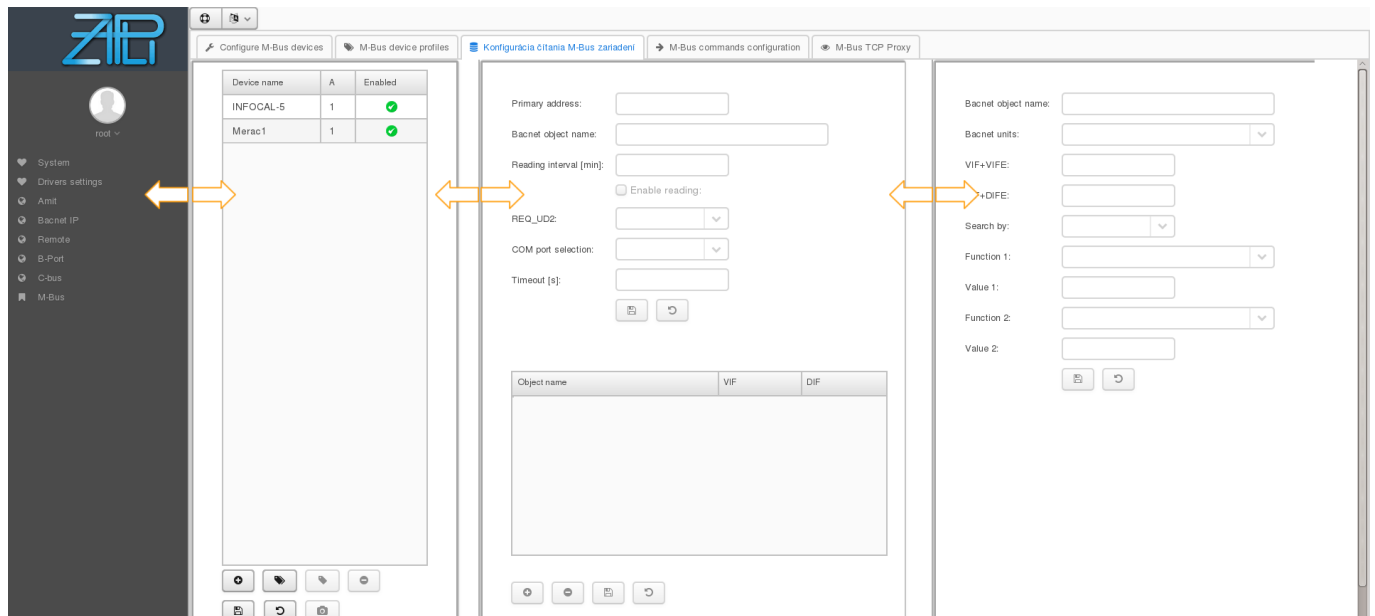 ZAPLI
Configure M-Bus devices
M-Bus device profiles
Konfigurácia čítania M-Bus zariadení
M-Bus commands configuration
M-Bus TCP Proxy
root
System
Drivers settings
Amit
Bacnet IP
Remote
B-Port
C-bus
M-Bus
Device name A Enabled
INFOCAL-5 1
Merac1 1
Primary address:
Bacnet object name:
Reading interval [min]:
Enable reading:
REQ_UD2:
COM port selection:
Timeout [s]:
Object name VIF DIF
Bacnet object name:
Bacnet units:
VIF+VIFE:
+DIFE:
Search by:
Function 1:
Value 1:
Function 2:
Value 2: